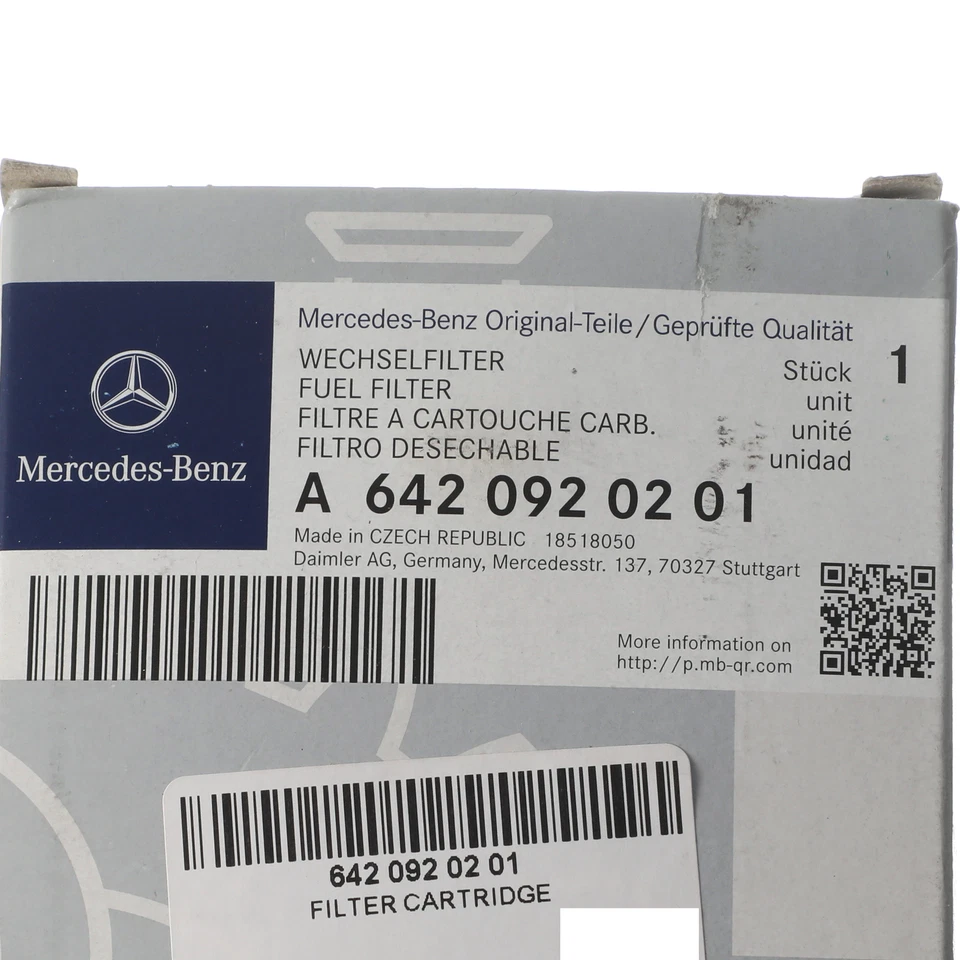 Mercedes-Benz Original-Teile/Geprüfte Qualität
WECHSELFILTER
FUEL FILTER
FILTRE A CARTOUCHE CARB.
FILTRO DESECHABLE
Stück 1
unit
unité
unidad
A 642 092 02 01
Made in CZECH REPUBLIC 18518050
Daimler AG, Germany, Mercedesstr. 137, 70327 Stuttgart
Mercedes-Benz
More information on
http://p.mb-qr.com
642 092 02 01
FILTER CARTRIDGE